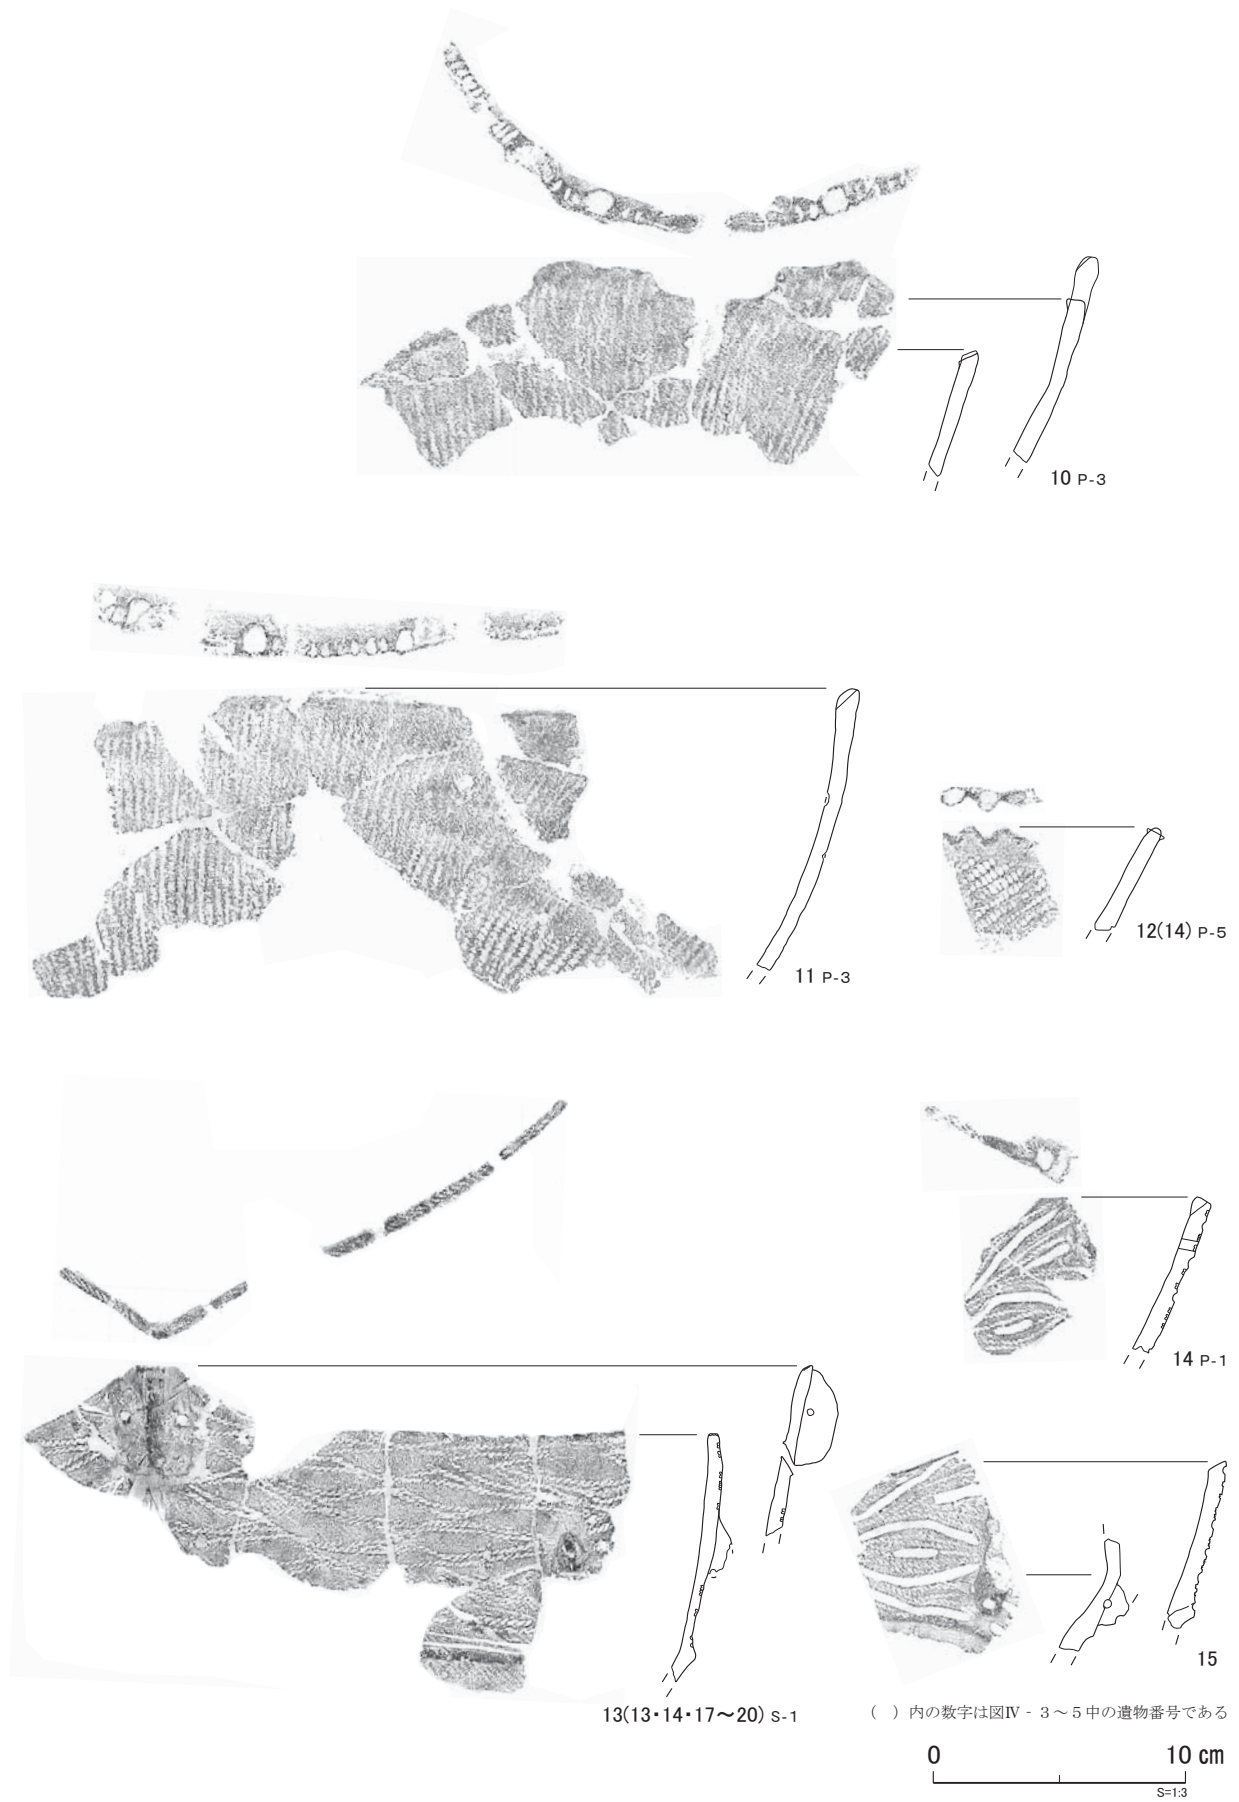 10 P-3
11 P-3
12(14) P-5
14 P-1
15
13(13・14・17～20) S-1
（　）内の数字は図Ⅳ - ３～５中の遺物番号である
0 10 cm
S=1:3